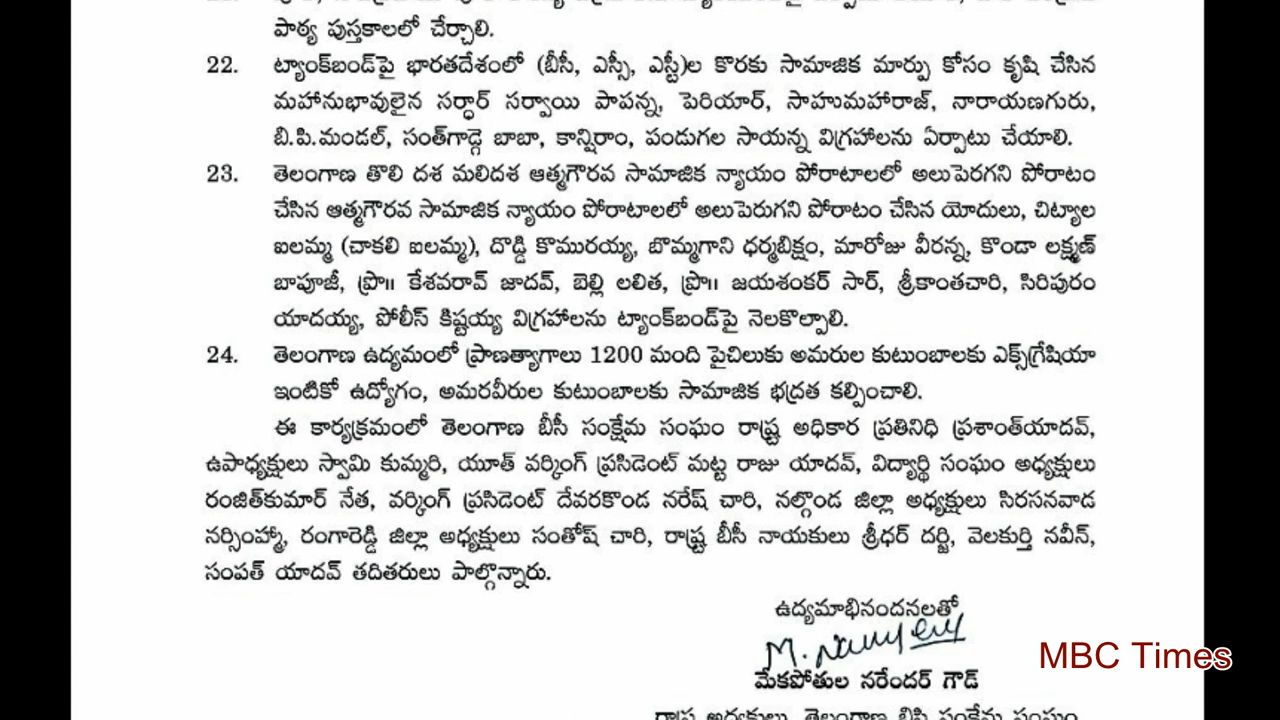 పాఠ్య పుస్తకాలలో చేర్చాలి.
22. ట్యాంక్‌బండ్‌పై భారతదేశంలో (బీసీ, ఎస్సీ, ఎస్టీ)ల కొరకు సామాజిక మార్పు కోసం కృషి చేసిన
మహానుభావులైన సర్ధార్ సర్వాయి పాపన్న, పెరియార్, సాహుమహారాజ్, నారాయణగురు,
బి.పి.మండల్, సంత్‌గాడ్గె బాబా, కాన్షిరాం, పండుగల సాయన్న విగ్రహాలను ఏర్పాటు చేయాలి.
23. తెలంగాణ తొలి దశ మలిదశ ఆత్మగౌరవ సామాజిక న్యాయం పోరాటాలలో అలుపెరగని పోరాటం
చేసిన ఆత్మగౌరవ సామాజిక న్యాయం పోరాటాలలో అలుపెరుగని పోరాటం చేసిన యోదులు, చిట్యాల
ఐలమ్మ (చాకలి ఐలమ్మ), దొడ్డి కొమురయ్య, బొమ్మగాని ధర్మబిక్షం, మారోజు వీరన్న, కొండా లక్ష్మణ్
బాపూజీ, ప్రొ॥ కేశవరావ్ జాదవ్, బెల్లి లలిత, ప్రొ॥ జయశంకర్ సార్, శ్రీకాంతచారి, సిరిపురం
యాదయ్య, పోలీస్ కిష్టయ్య విగ్రహాలను ట్యాంక్‌బండ్‌పై నెలకొల్పాలి.
24. తెలంగాణ ఉద్యమంలో ప్రాణత్యాగాలు 1200 మంది పైచిలుకు అమరుల కుటుంబాలకు ఎక్స్‌గ్రేషియా
ఇంటికో ఉద్యోగం, అమరవీరుల కుటుంబాలకు సామాజిక భద్రత కల్పించాలి.
ఈ కార్యక్రమంలో తెలంగాణ బీసీ సంక్షేమ సంఘం రాష్ట్ర అధికార ప్రతినిధి ప్రశాంత్‌యాదవ్,
ఉపాధ్యక్షులు స్వామి కుమ్మరి, యూత్ వర్కింగ్ ప్రసిడెంట్ మట్ట రాజు యాదవ్, విద్యార్థి సంఘం అధ్యక్షులు
రంజిత్‌కుమార్ నేత, వర్కింగ్ ప్రసిడెంట్ దేవరకొండ నరేష్ చారి, నల్గొండ జిల్లా అధ్యక్షులు సిరసనవాడ
నర్సింహ్మా, రంగారెడ్డి జిల్లా అధ్యక్షులు సంతోష్ చారి, రాష్ట్ర బీసీ నాయకులు శ్రీధర్ దర్జి, వెలకుర్తి నవీన్,
సంపత్ యాదవ్ తదితరులు పాల్గొన్నారు.
ఉద్యమాభినందనలతో
MBC Times
మేకపోతుల నరేందర్ గౌడ్
రాష్ట్ర అధ్యక్షులు, తెలంగాణ బిసి సంక్షేమ సంఘం